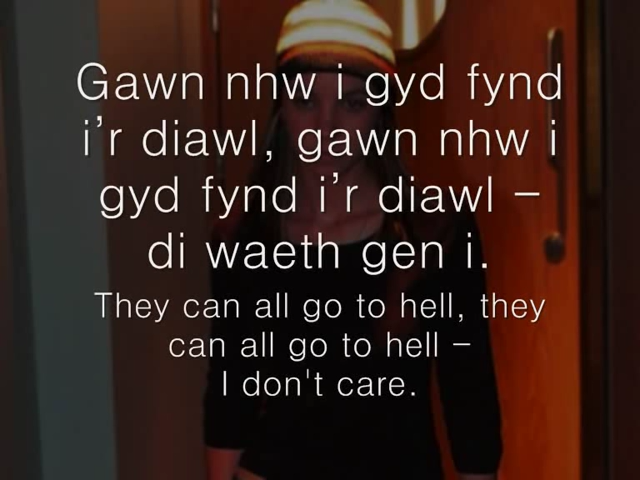 Gawn nhw i gyd fynd
i’r diawl, gawn nhw i
gyd fynd i’r diawl –
di waeth gen i.
They can all go to hell, they
can all go to hell –
I don't care.